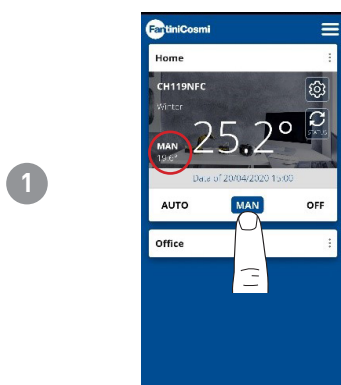 FantiniCosmi
Home
CH119NFC
Winter
STATUS
MAN
19.6°
25.2°
Data of 20/04/2020 15:00
AUTO MAN OFF
Office
1